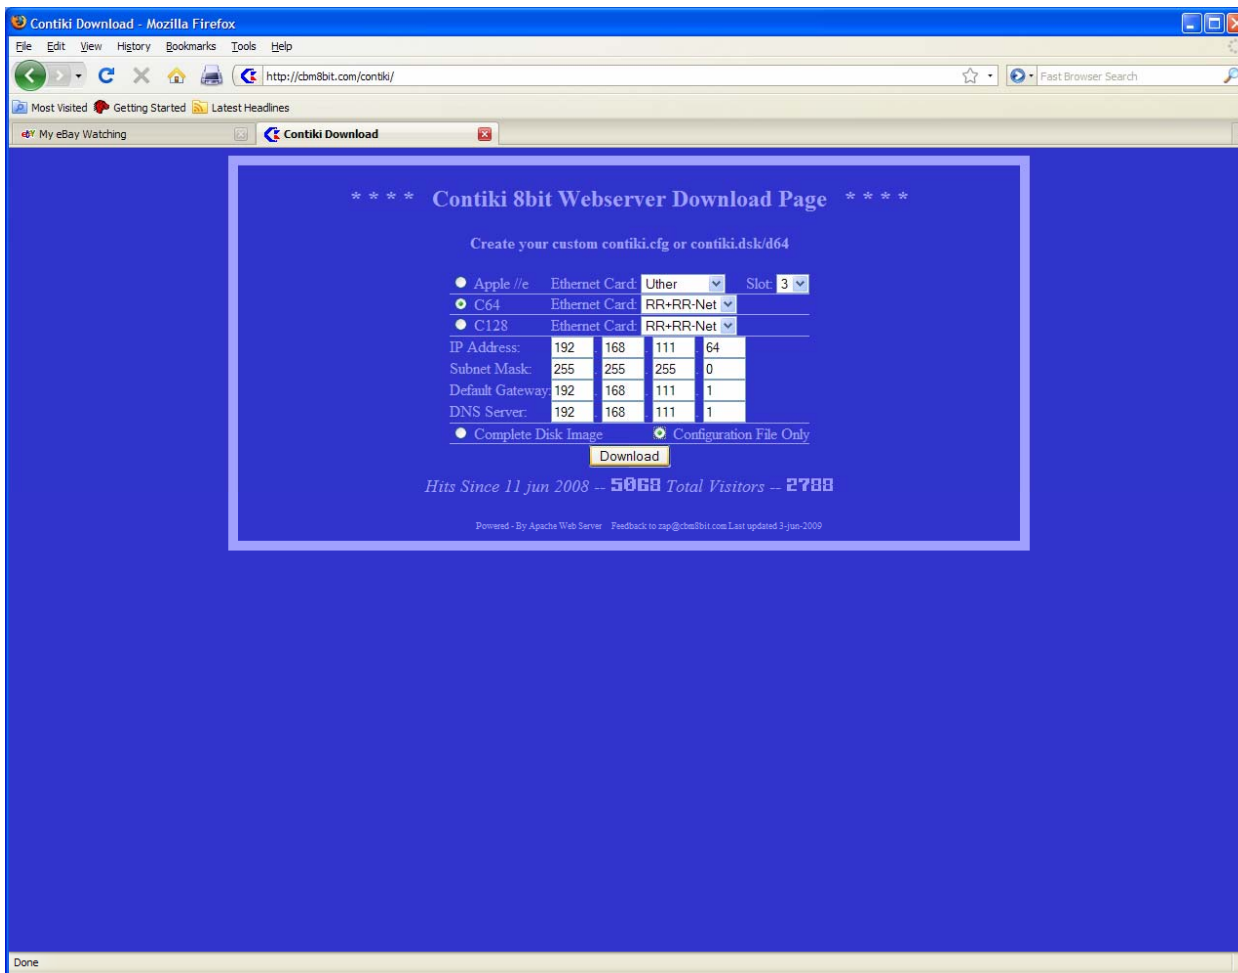 Contiki Download - Mozilla Firefox
File Edit View History Bookmarks Tools Help
http://cbm8bit.com/contiki/ Fast Browser Search
Most Visited Getting Started Latest Headlines
eBY My eBay Watching Contiki Download
* * * * Contiki 8bit Webserver Download Page * * * *
Create your custom contiki.cfg or contiki.dsk/d64
Apple //e Ethernet Card: Uther Slot: 3
C64 Ethernet Card: RR+RR-Net
C128 Ethernet Card: RR+RR-Net
IP Address: 192 . 168 . 111 . 64
Subnet Mask: 255 . 255 . 255 . 0
Default Gateway: 192 . 168 . 111 . 1
DNS Server: 192 . 168 . 111 . 1
Complete Disk Image Configuration File Only
Download
Hits Since 11 jun 2008 -- 5068 Total Visitors -- 2788
Powered - By Apache Web Server Feedback to zap@cbm8bit.com Last updated 3-jun-2009
Done